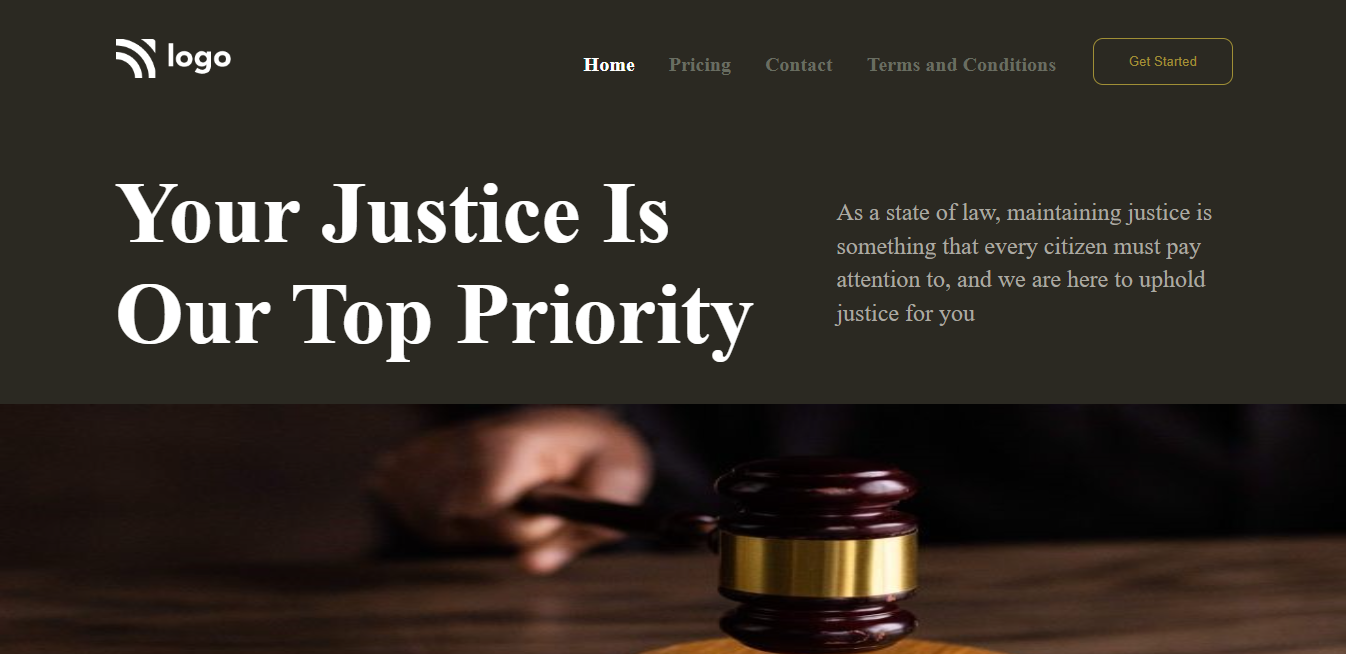 logo
Home Pricing Contact Terms and Conditions Get Started
Your Justice Is
Our Top Priority
As a state of law, maintaining justice is
something that every citizen must pay
attention to, and we are here to uphold
justice for you